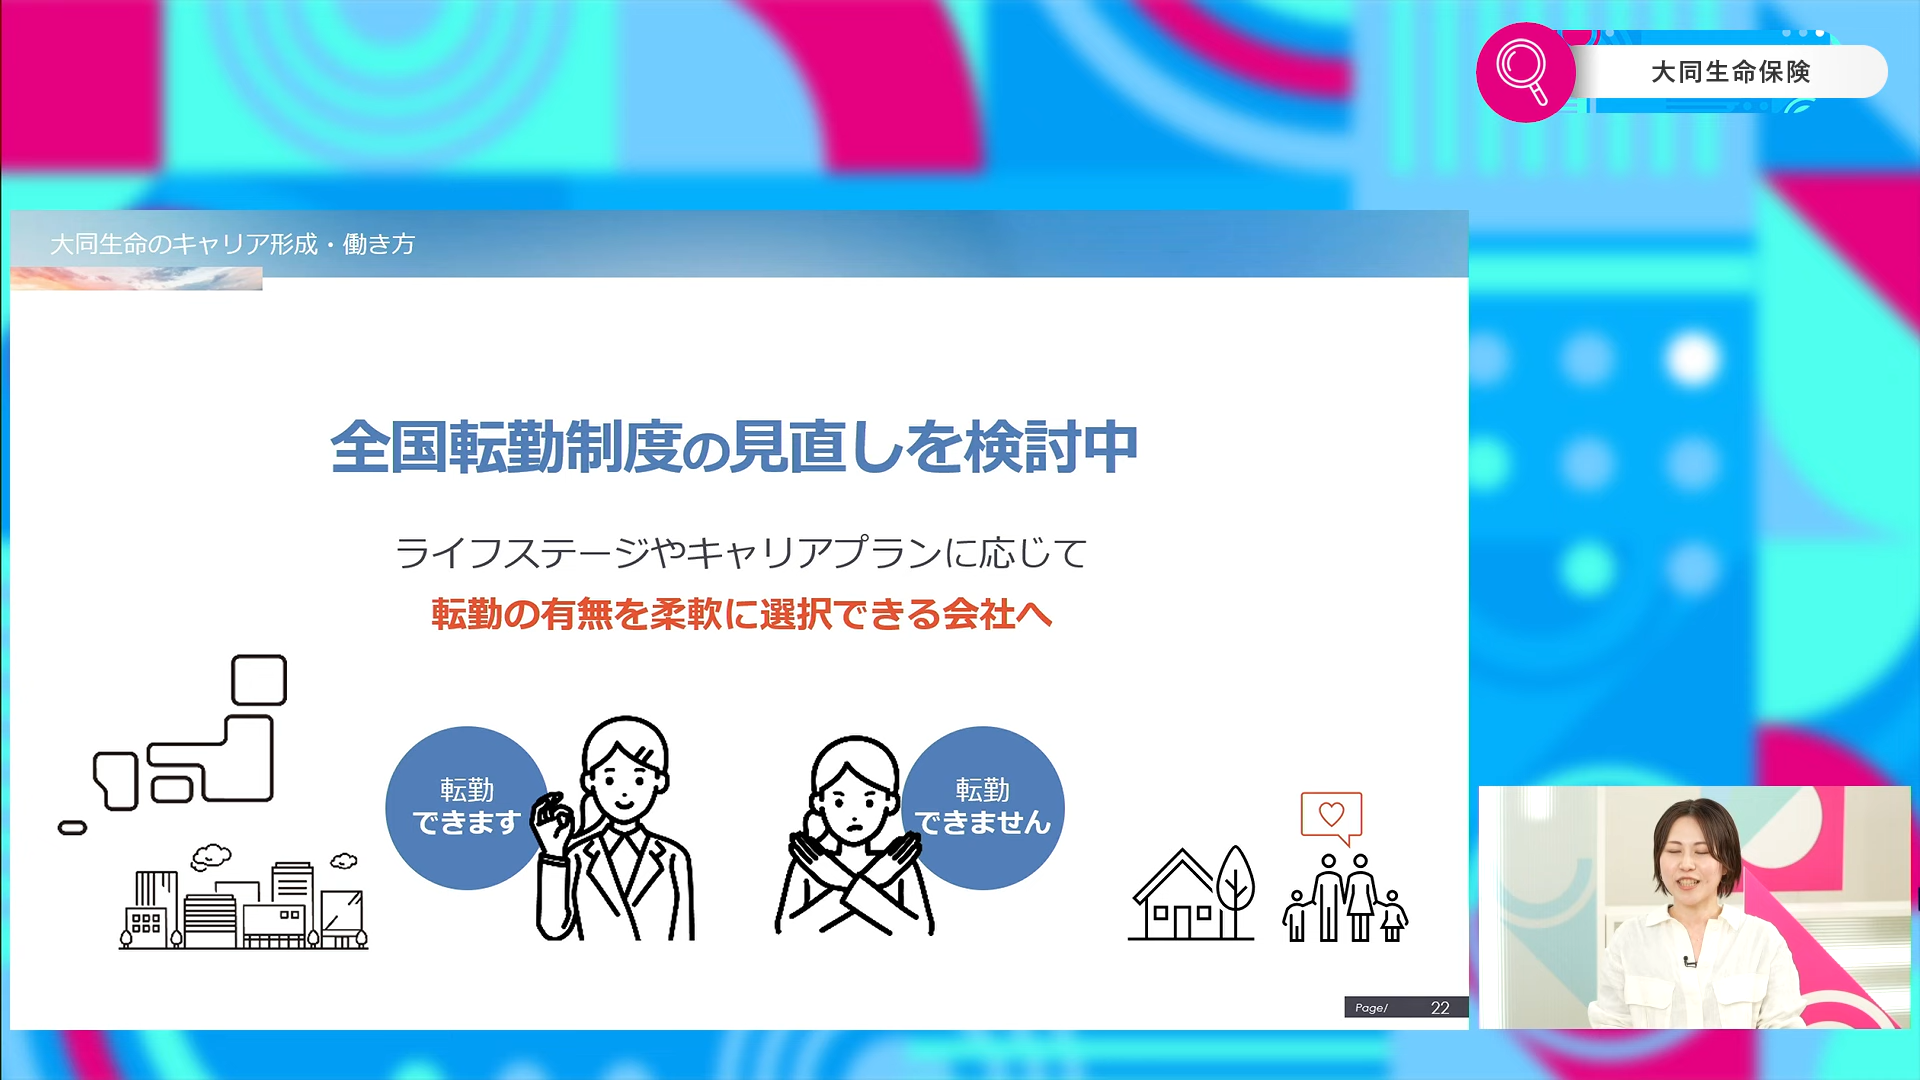 大同生命保険
大同生命のキャリア形成・働き方
全国転勤制度の見直しを検討中
ライフステージやキャリアプランに応じて
転勤の有無を柔軟に選択できる会社へ
転勤
できます
転勤
できません
Page/ 22